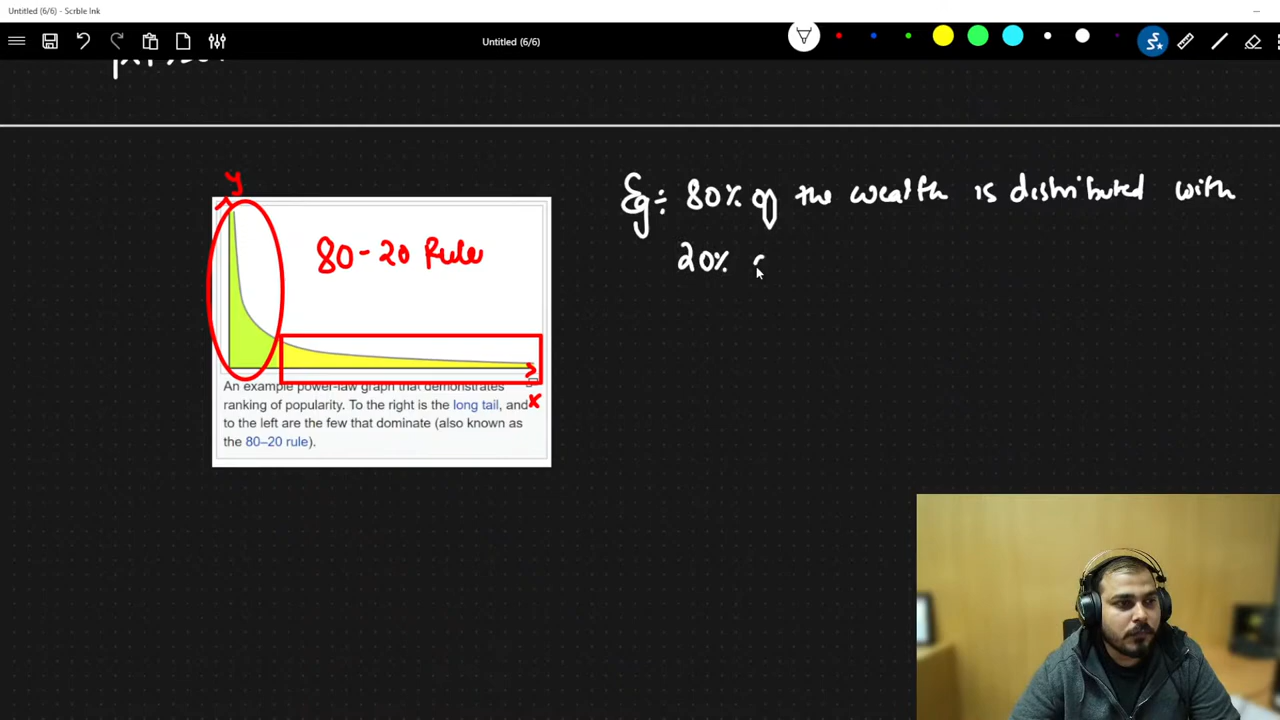 Untitled (6/6) - Scrble Ink
Untitled (6/6)
y
80-20 Rule
Eg:- 80% of the wealth is distributed with
20%
An example power-law graph that demonstrates
ranking of popularity. To the right is the long tail, and
x
to the left are the few that dominate (also known as
the 80–20 rule).